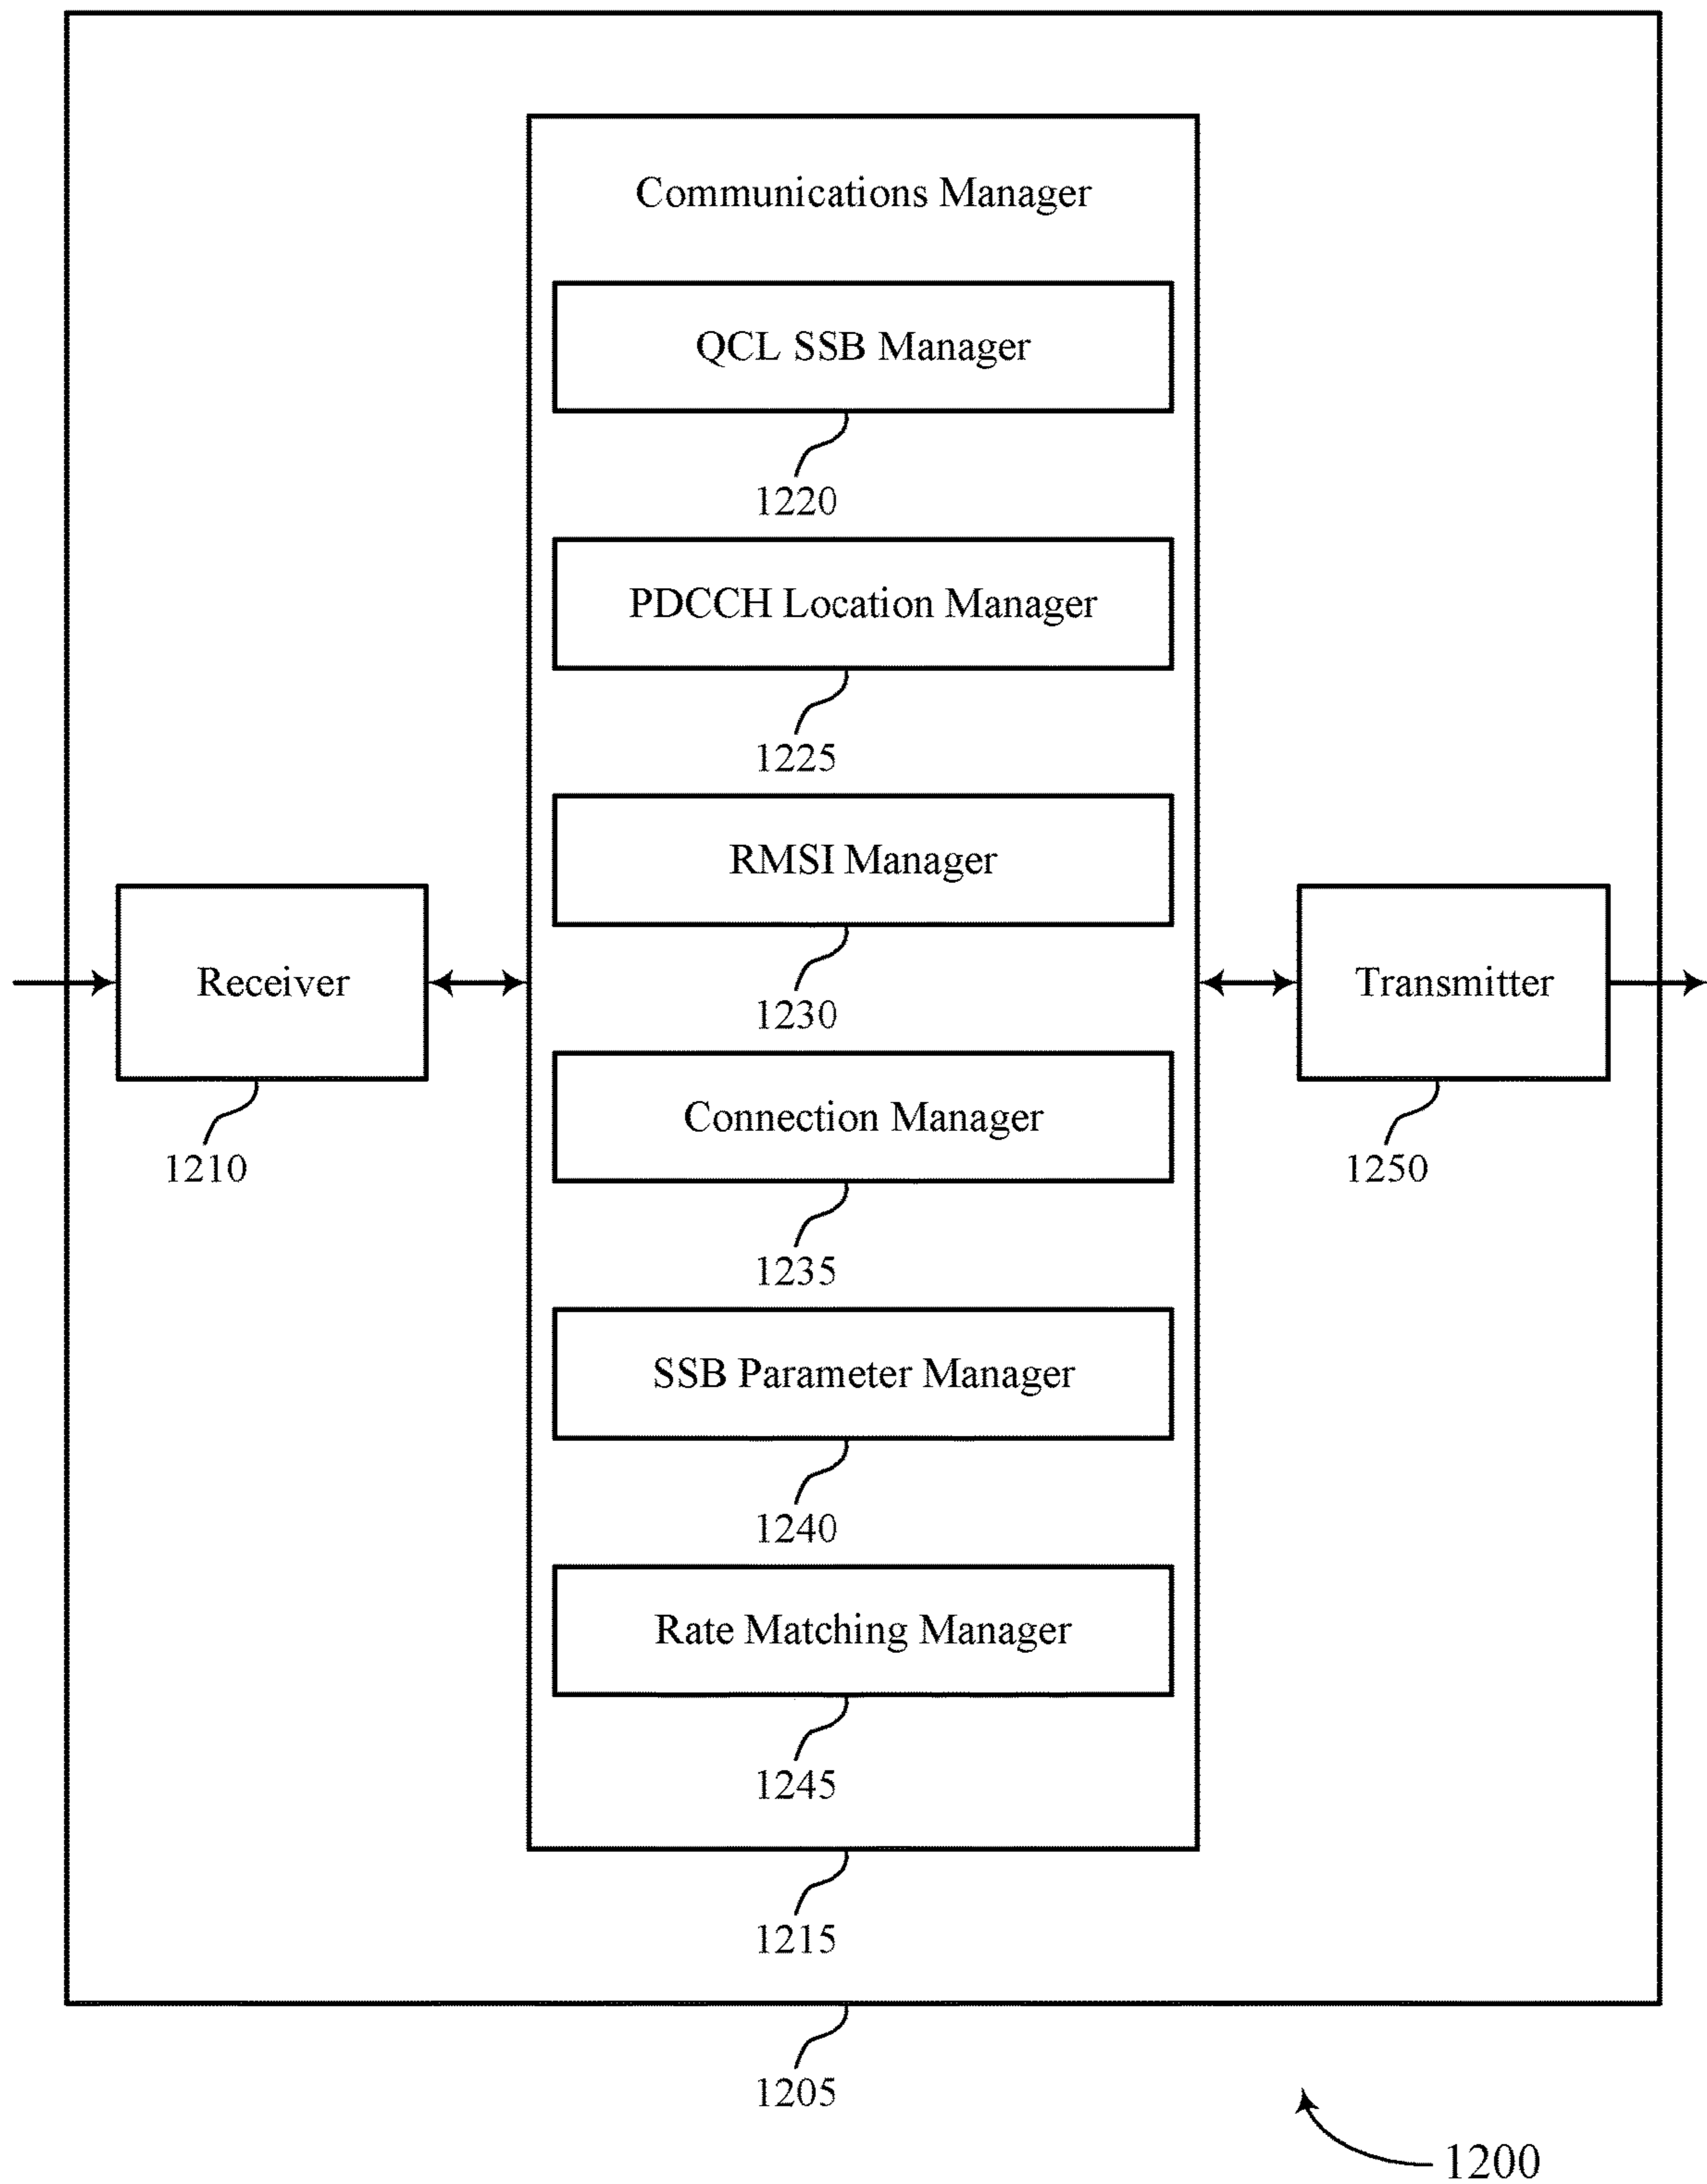 Communications Manager
QCL SSB Manager
1220
PDCCH Location Manager
1225
RMSI Manager
1230
Receiver
1210
Transmitter
1250
Connection Manager
1235
SSB Parameter Manager
1240
Rate Matching Manager
1245
1215
1205
1200